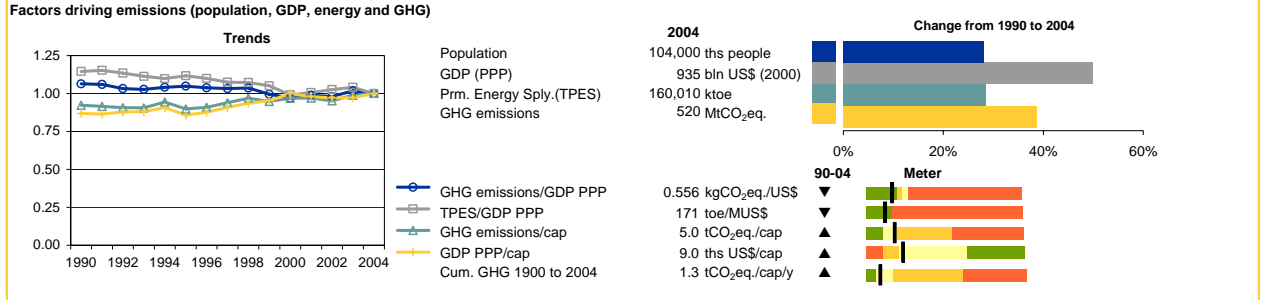 Factors driving emissions (population, GDP, energy and GHG)
Trends
1.25
1.00
0.75
0.50
0.25
0.00
1990 1992 1994 1996 1998 2000 2002 2004
2004
Population 104,000 ths people
GDP (PPP) 935 bln US$ (2000)
Prm. Energy Sply.(TPES) 160,010 ktoe
GHG emissions 520 MtCO₂eq.
Change from 1990 to 2004
0% 20% 40% 60%
90-04 Meter
GHG emissions/GDP PPP 0.556 kgCO₂eq./US$ ▼
TPES/GDP PPP 171 toe/MUS$ ▼
GHG emissions/cap 5.0 tCO₂eq./cap ▲
GDP PPP/cap 9.0 ths US$/cap ▲
Cum. GHG 1900 to 2004 1.3 tCO₂eq./cap/y ▲